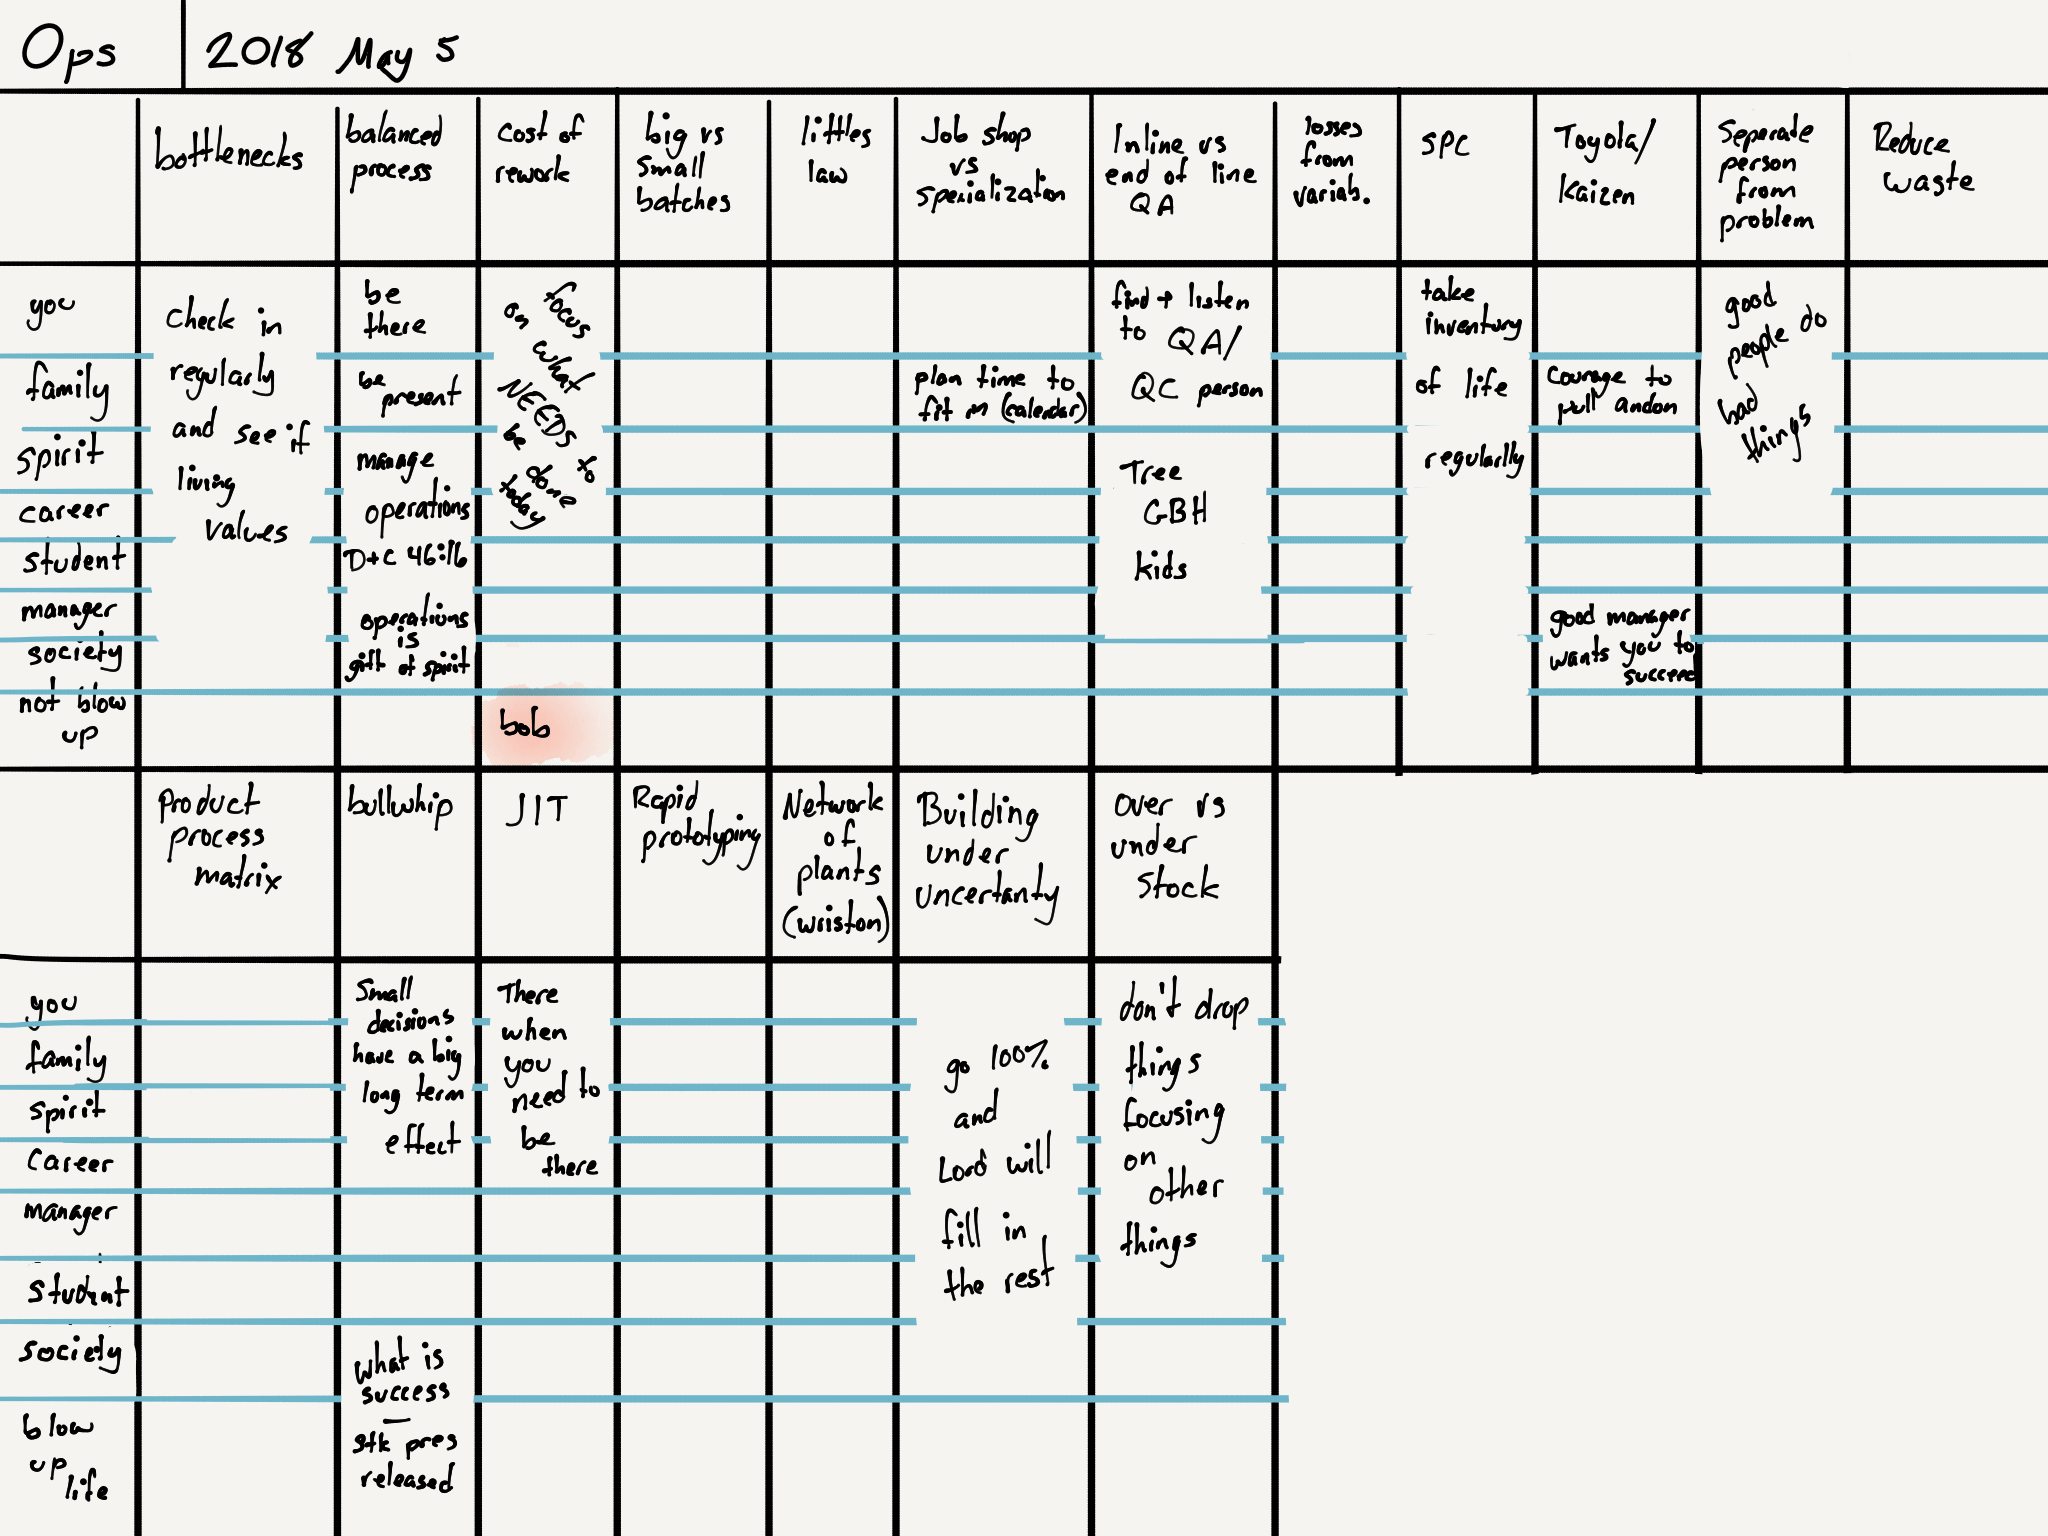 Ops
2018 May 5
bottlenecks
balanced
process
cost of
rework
big vs
small
batches
littles
law
Job shop
vs
specialization
Inline vs
end of line
QA
losses
from
variab.
SPC
Toyota/
Kaizen
Seperate
person
from
problem
Reduce
waste
you
family
spirit
career
student
manager
society
not blow
up
check in
regularly
and see if
living
values
be
there
be
present
manage
operations
D+C 46:16
operations
is
gift of spirit
focus
on what
NEEDS to
be done
today
bob
plan time to
fit in (calendar)
find + listen
to QA/
QC person
Tree
GBH
kids
take
inventory
of life
regularlly
Courage to
pull andon
good manager
wants you to
succeed
good
people do
bad
things
Product
process
matrix
bullwhip
JIT
Rapid
prototyping
Network
of
plants
(wriston)
Building
under
uncertanty
Over vs
under
stock
you
family
spirit
career
manager
student
society
blow
up
life
Small
decisions
have a big
long term
effect
what is
success
—
stk pres
released
There
when
you
need to
be
there
go 100%
and
Lord will
fill in
the rest
don't drop
things
focusing
on
other
things